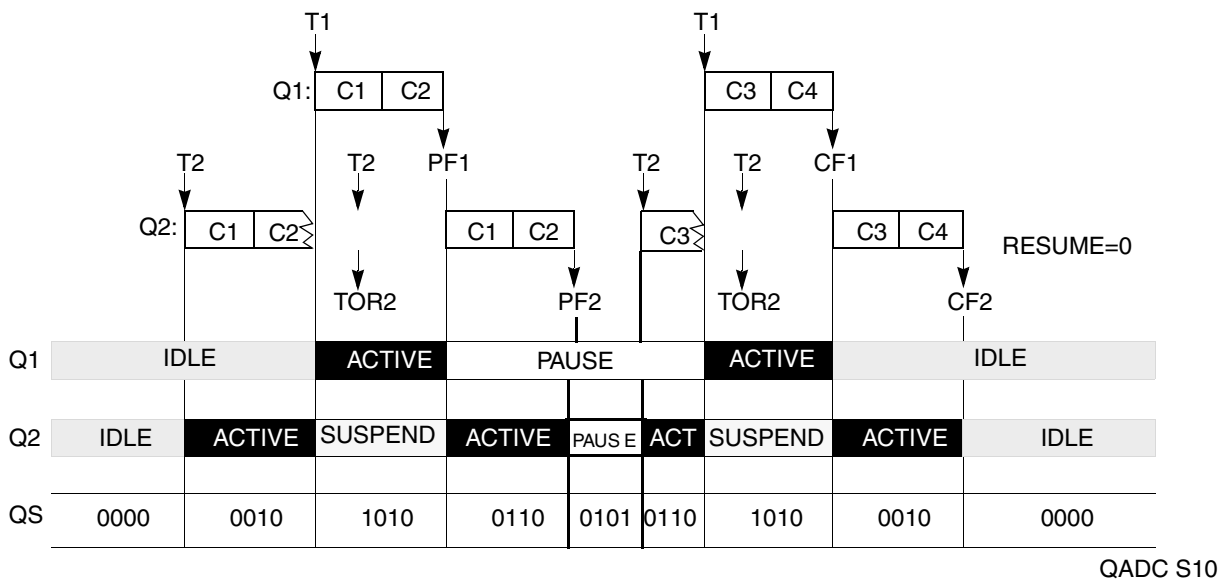 T1 T1
Q1: C1 C2 C3 C4
T2 T2 PF1 T2 T2 CF1
Q2: C1 C2 C1 C2 C3 C3 C4 RESUME=0
TOR2 PF2 TOR2 CF2
Q1 IDLE ACTIVE PAUSE ACTIVE IDLE
Q2 IDLE ACTIVE SUSPEND ACTIVE PAUSE ACT SUSPEND ACTIVE IDLE
QS 0000 0010 1010 0110 0101 0110 1010 0010 0000
QADC S10